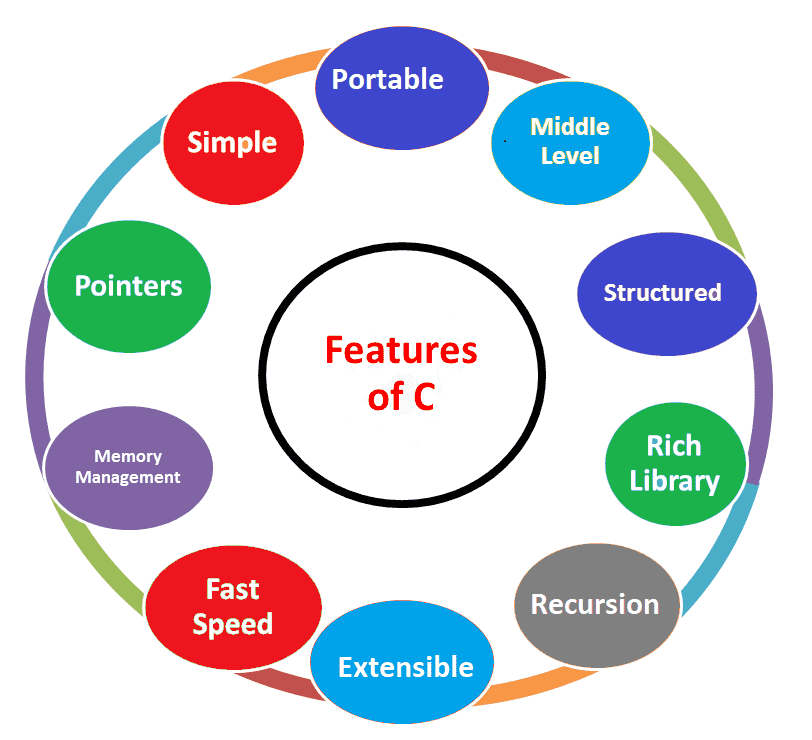 Portable
Middle
Level
Structured
Rich
Library
Recursion
Extensible
Fast
Speed
Memory
Management
Pointers
Simple
Features
of C